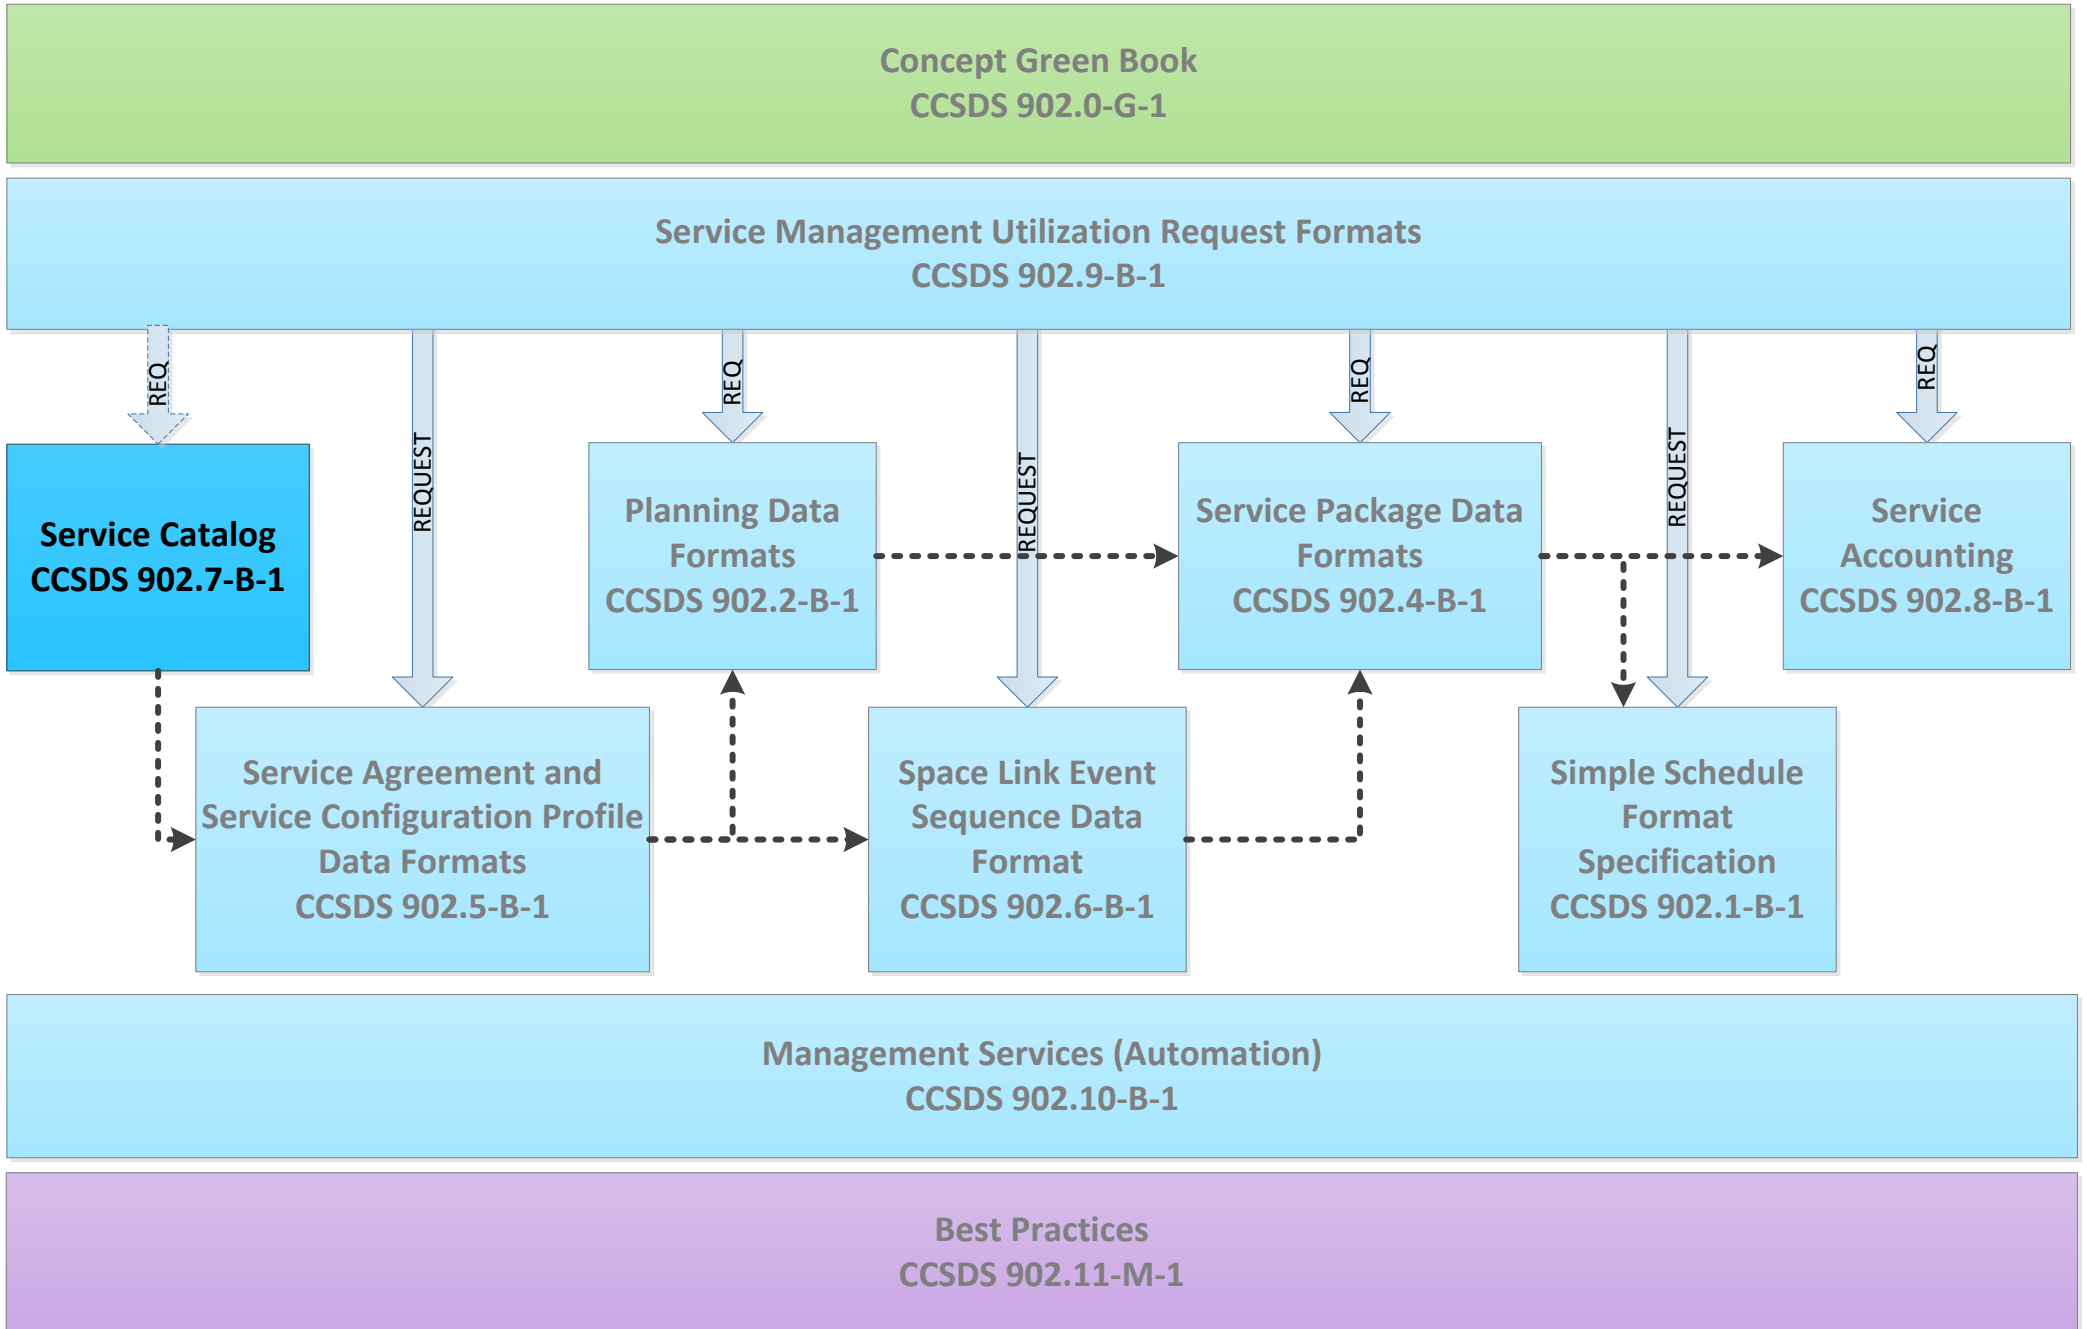 Concept Green Book
CCSDS 902.0-G-1
Service Management Utilization Request Formats
CCSDS 902.9-B-1
REQ
REQUEST
REQ
REQUEST
REQ
REQUEST
REQ
Service Catalog
CCSDS 902.7-B-1
Planning Data
Formats
CCSDS 902.2-B-1
Service Package Data
Formats
CCSDS 902.4-B-1
Service
Accounting
CCSDS 902.8-B-1
Service Agreement and
Service Configuration Profile
Data Formats
CCSDS 902.5-B-1
Space Link Event
Sequence Data
Format
CCSDS 902.6-B-1
Simple Schedule
Format
Specification
CCSDS 902.1-B-1
Management Services (Automation)
CCSDS 902.10-B-1
Best Practices
CCSDS 902.11-M-1